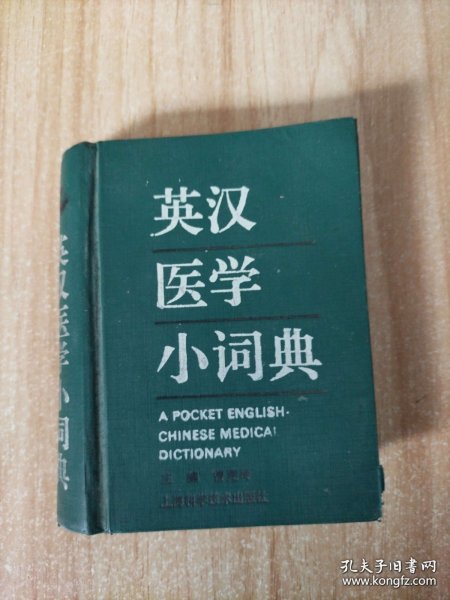 英汉
医学
小词典
A POCKET ENGLISH-
CHINESE MEDICAL
DICTIONARY
主编
上海科学技术出版社
英汉医学小词典
孔夫子旧书网
www.kongfz.com